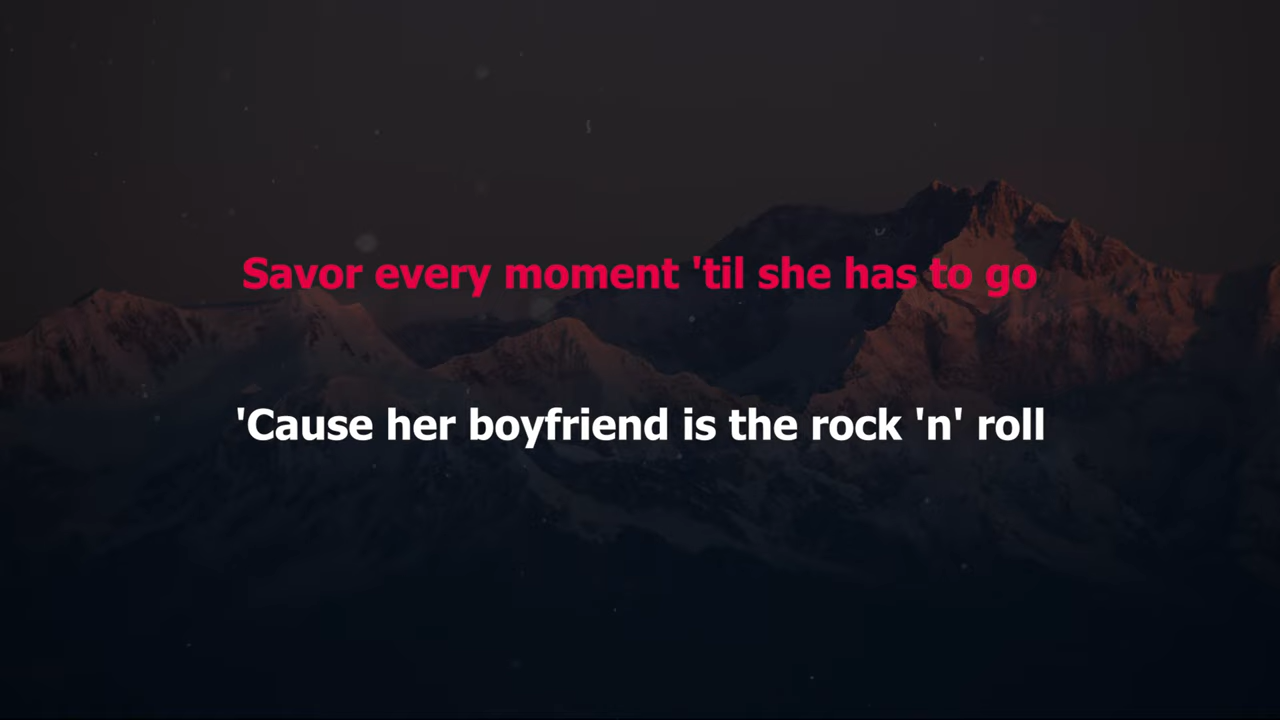 Savor every moment 'til she has to go
'Cause her boyfriend is the rock 'n' roll